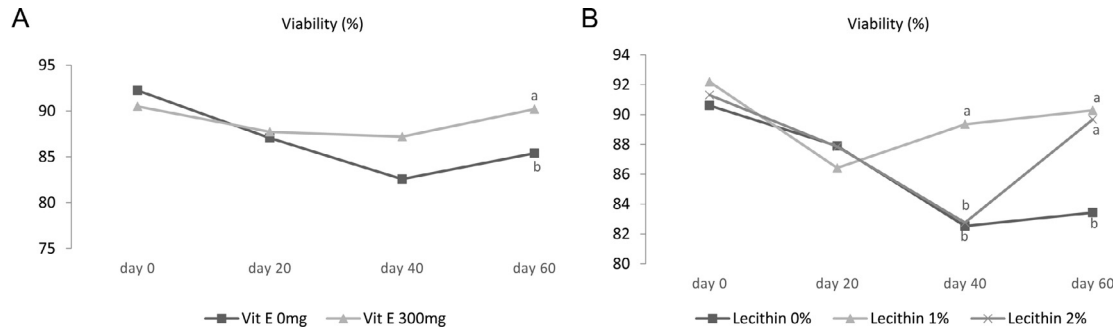 A
Viability (%)
95
90
85
80
75
a
b
day 0 day 20 day 40 day 60
Vit E 0mg Vit E 300mg
B
Viability (%)
94
92
90
88
86
84
82
80
a
a
a
b
b
b
day 0 day 20 day 40 day 60
Lecithin 0% Lecithin 1% Lecithin 2%